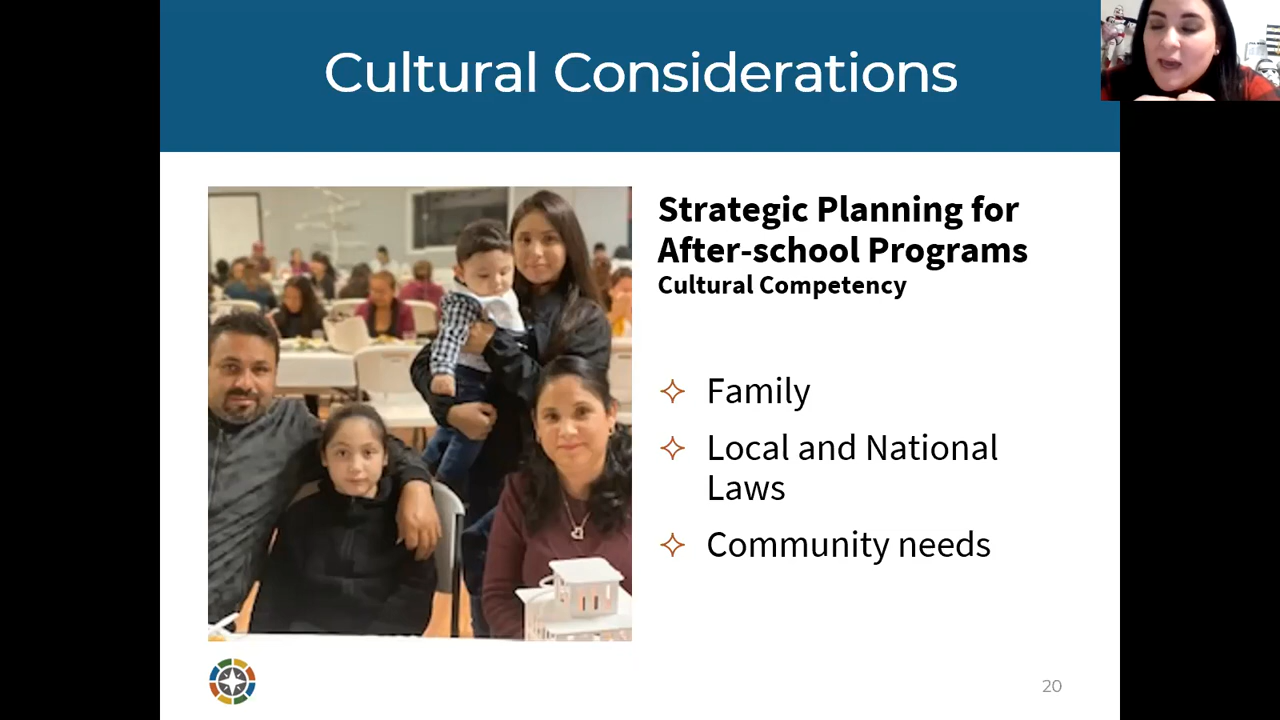 Cultural Considerations
Strategic Planning for
After-school Programs
Cultural Competency
Family
Local and National
Laws
Community needs
20